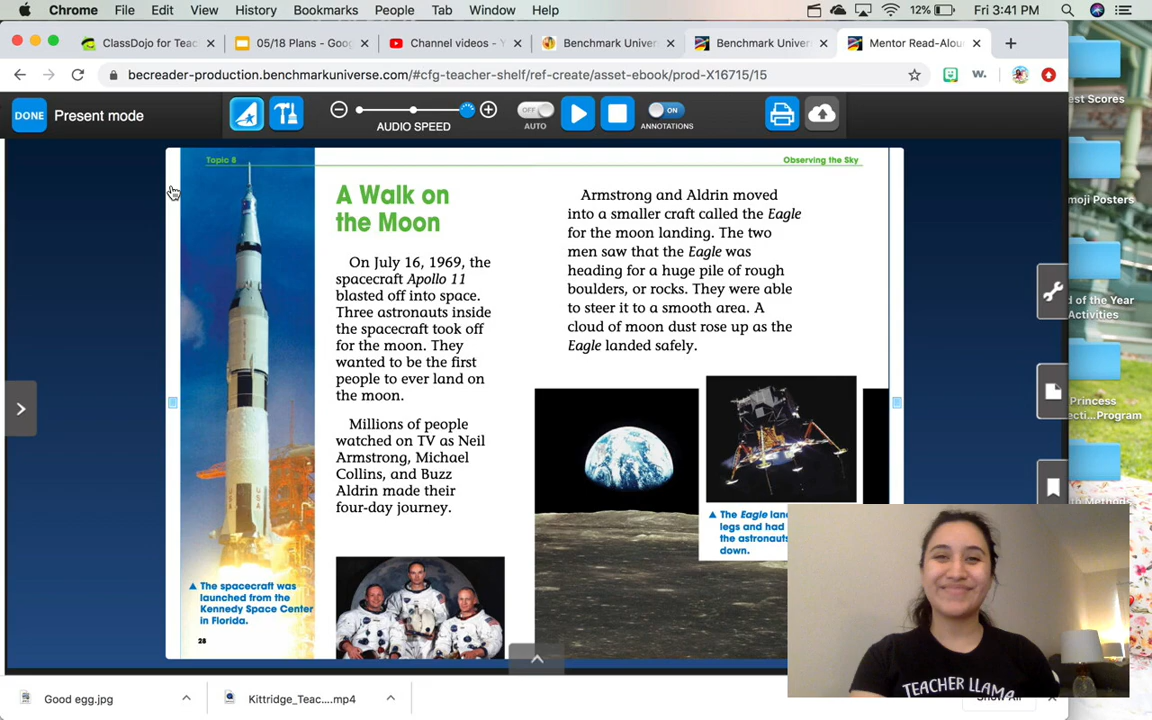 Chrome File Edit View History Bookmarks People Tab Window Help 12% Fri 3:41 PM
ClassDojo for Teac 05/18 Plans - Goog Channel videos - Y Benchmark Univers Benchmark Univer Mentor Read-Alou
becreader-production.benchmarkuniverse.com/#cfg-teacher-shelf/ref-create/asset-ebook/prod-X16715/15
DONE Present mode
AUDIO SPEED
OFF
AUTO
ON
ANNOTATIONS
Topic 8
Observing the Sky
A Walk on
the Moon
On July 16, 1969, the
spacecraft Apollo 11
blasted off into space.
Three astronauts inside
the spacecraft took off
for the moon. They
wanted to be the first
people to ever land on
the moon.
Millions of people
watched on TV as Neil
Armstrong, Michael
Collins, and Buzz
Aldrin made their
four-day journey.
Armstrong and Aldrin moved
into a smaller craft called the Eagle
for the moon landing. The two
men saw that the Eagle was
heading for a huge pile of rough
boulders, or rocks. They were able
to steer it to a smooth area. A
cloud of moon dust rose up as the
Eagle landed safely.
▲ The spacecraft was
launched from the
Kennedy Space Center
in Florida.
28
▲ The Eagle lan
legs and had
the astronauts
down.
USA
USA
est Scores
moji Posters
d of the Year
Activities
Princess
ecti...Program
TEACHER LLAMA
Good egg.jpg
Kittridge_Teac....mp4
Show All